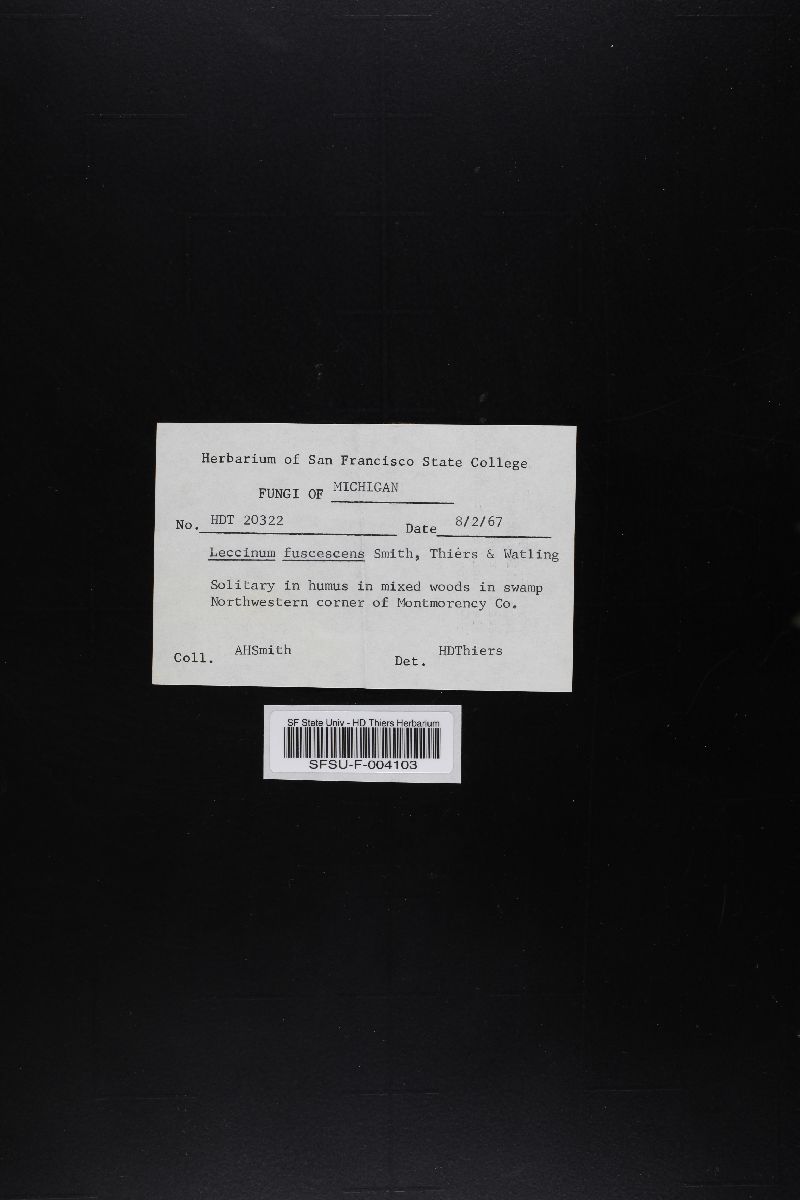 Herbarium of San Francisco State College
FUNGI OF MICHIGAN
No. HDT 20322 Date 8/2/67
Leccinum fuscescens Smith, Thiers & Watling
Solitary in humus in mixed woods in swamp
Northwestern corner of Montmorency Co.
Coll. AHSmith Det. HDThiers
SF State Univ - HD Thiers Herbarium
SFSU-F-004103